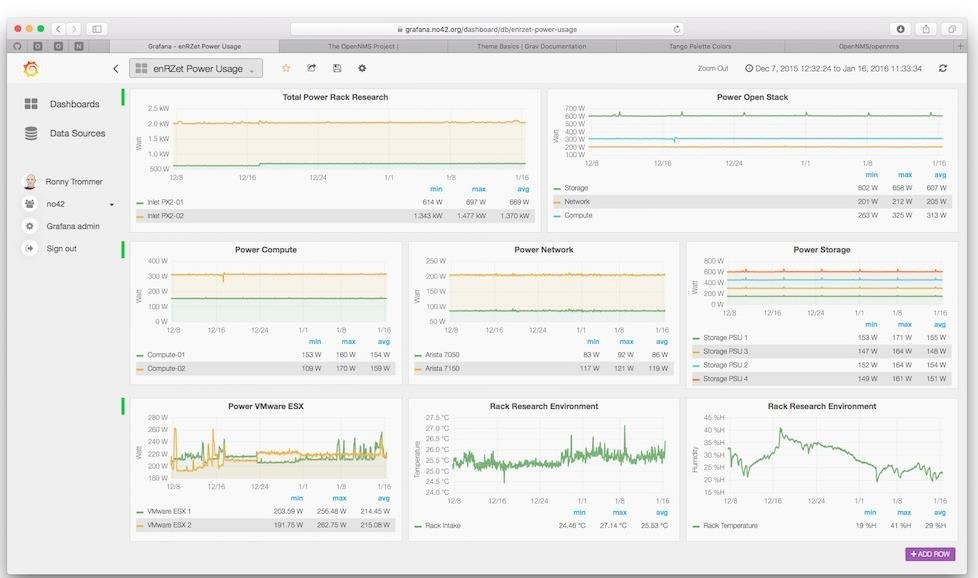 grafana.no42.org/dashboard/db/enrzet-power-usage
Grafana - enRZet Power Usage
The OpenNMS Project |
Theme Basics | Grav Documentation
Tango Palette Colors
OpenNMS/opennms
enRZet Power Usage
Zoom Out
Dec 7, 2015 12:32:24 to Jan 16, 2016 11:33:34
Dashboards
Data Sources
Ronny Trommer
no42
Grafana admin
Sign out
Total Power Rack Research
2.5 kW
2.0 kW
1.5 kW
1.0 kW
500 W
Watt
12/8 12/16 12/24 1/1 1/8 1/16
min max avg
Inlet PX2-01 614 W 697 W 669 W
Inlet PX2-02 1.343 kW 1.477 kW 1.370 kW
Power Open Stack
700 W
600 W
500 W
400 W
300 W
200 W
100 W
Watt
12/8 12/16 12/24 1/1 1/8 1/16
min max avg
Storage 602 W 658 W 607 W
Network 201 W 212 W 205 W
Compute 263 W 325 W 313 W
Power Compute
400 W
300 W
200 W
100 W
0 W
Watt
12/8 12/16 12/24 1/1 1/8 1/16
min max avg
Compute-01 153 W 160 W 154 W
Compute-02 109 W 170 W 159 W
Power Network
250 W
200 W
150 W
100 W
50 W
Watt
12/8 12/16 12/24 1/1 1/8 1/16
min max avg
Arista 7050 83 W 92 W 86 W
Arista 7150 117 W 121 W 119 W
Power Storage
800 W
600 W
400 W
200 W
0 W
Watt
12/8 12/16 12/24 1/1 1/8 1/16
min max avg
Storage PSU 1 153 W 171 W 155 W
Storage PSU 3 147 W 164 W 148 W
Storage PSU 2 152 W 164 W 154 W
Storage PSU 4 149 W 161 W 151 W
Power VMware ESX
280 W
260 W
240 W
220 W
200 W
180 W
Watt
12/8 12/16 12/24 1/1 1/8 1/16
min max avg
VMware ESX 1 203.59 W 256.48 W 214.45 W
VMware ESX 2 191.75 W 262.75 W 215.08 W
Rack Research Environment
27.5 °C
27.0 °C
26.5 °C
26.0 °C
25.5 °C
25.0 °C
24.5 °C
24.0 °C
Temperature
12/8 12/16 12/24 1/1 1/8 1/16
min max avg
Rack Intake 24.46 °C 27.14 °C 25.53 °C
Rack Research Environment
45 %H
40 %H
35 %H
30 %H
25 %H
20 %H
15 %H
Humidity
12/8 12/16 12/24 1/1 1/8 1/16
min max avg
Rack Temperature 19 %H 41 %H 29 %H
+ ADD ROW